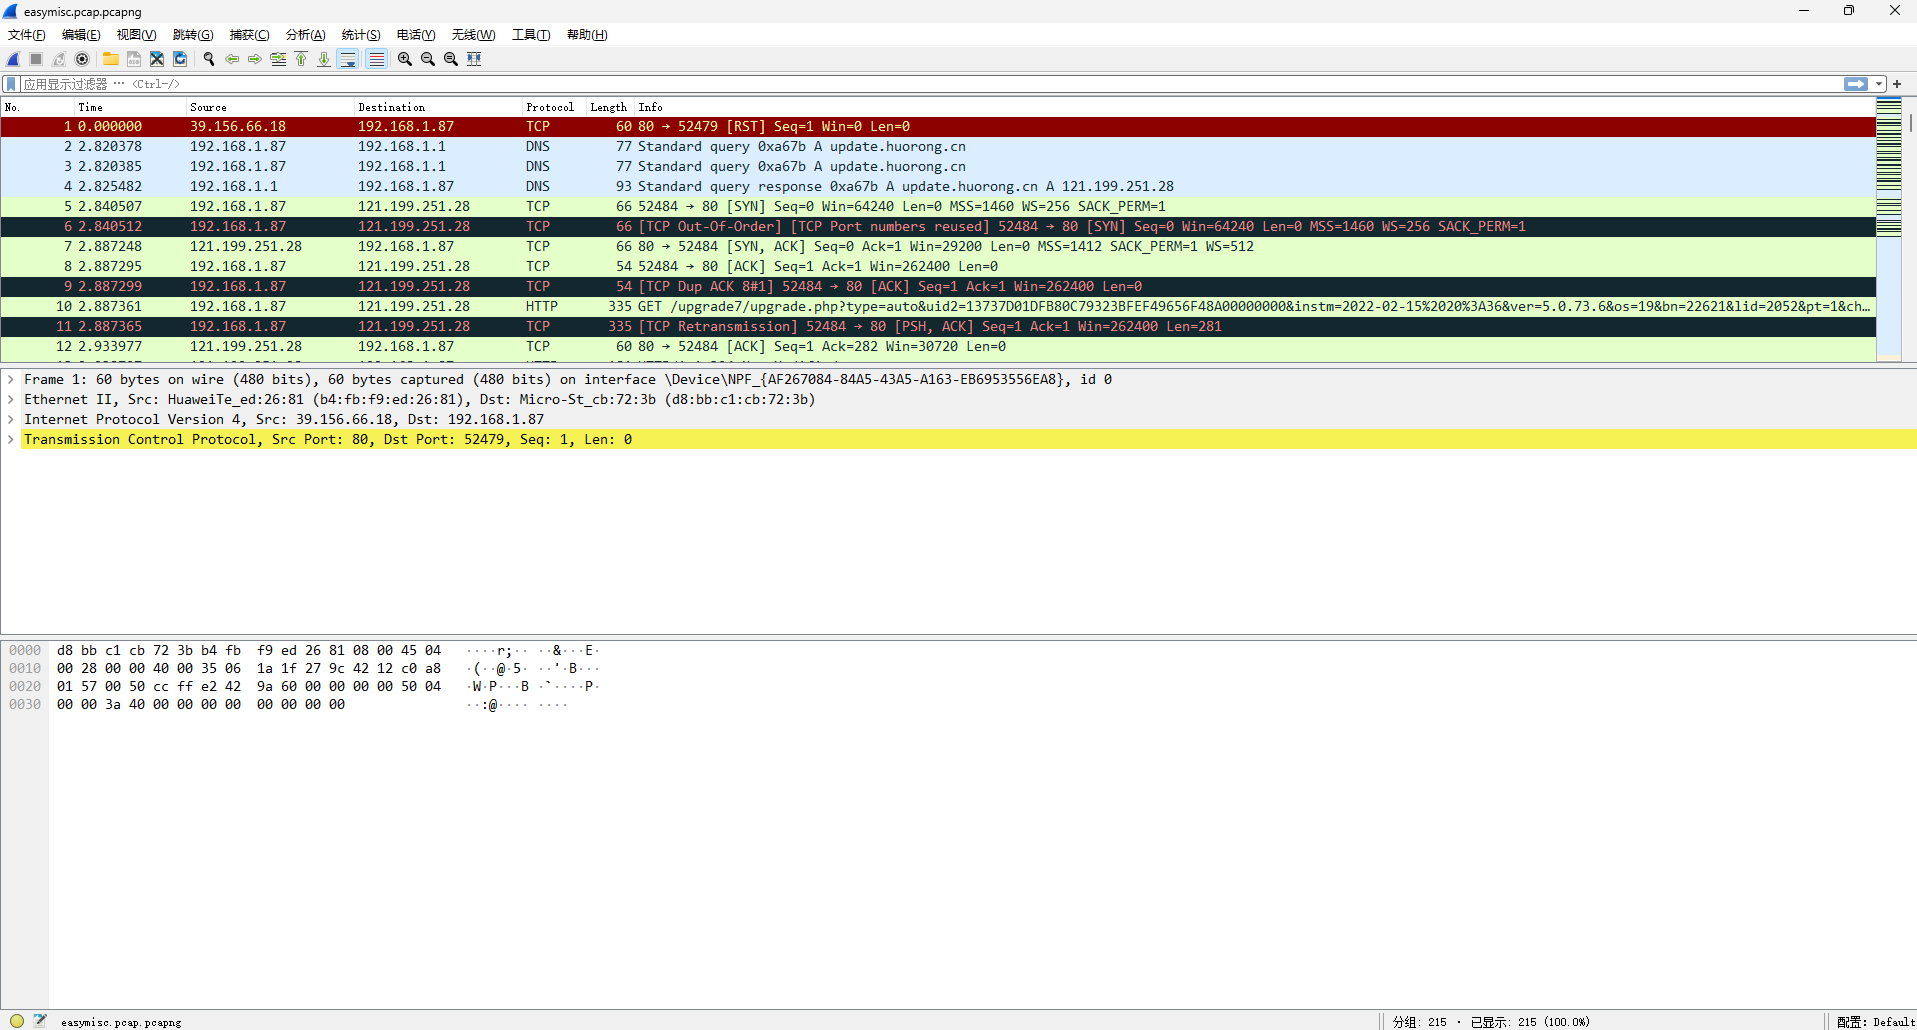 easymisc.pcap.pcapng
文件(F) 编辑(E) 视图(V) 跳转(G) 捕获(C) 分析(A) 统计(S) 电话(Y) 无线(W) 工具(T) 帮助(H)
应用显示过滤器 … <Ctrl-/>
No. Time Source Destination Protocol Length Info
1 0.000000 39.156.66.18 192.168.1.87 TCP 60 80 → 52479 [RST] Seq=1 Win=0 Len=0
2 2.820378 192.168.1.87 192.168.1.1 DNS 77 Standard query 0xa67b A update.huorong.cn
3 2.820385 192.168.1.87 192.168.1.1 DNS 77 Standard query 0xa67b A update.huorong.cn
4 2.825482 192.168.1.1 192.168.1.87 DNS 93 Standard query response 0xa67b A update.huorong.cn A 121.199.251.28
5 2.840507 192.168.1.87 121.199.251.28 TCP 66 52484 → 80 [SYN] Seq=0 Win=64240 Len=0 MSS=1460 WS=256 SACK_PERM=1
6 2.840512 192.168.1.87 121.199.251.28 TCP 66 [TCP Out-Of-Order] [TCP Port numbers reused] 52484 → 80 [SYN] Seq=0 Win=64240 Len=0 MSS=1460 WS=256 SACK_PERM=1
7 2.887248 121.199.251.28 192.168.1.87 TCP 66 80 → 52484 [SYN, ACK] Seq=0 Ack=1 Win=29200 Len=0 MSS=1412 SACK_PERM=1 WS=512
8 2.887295 192.168.1.87 121.199.251.28 TCP 54 52484 → 80 [ACK] Seq=1 Ack=1 Win=262400 Len=0
9 2.887299 192.168.1.87 121.199.251.28 TCP 54 [TCP Dup ACK 8#1] 52484 → 80 [ACK] Seq=1 Ack=1 Win=262400 Len=0
10 2.887361 192.168.1.87 121.199.251.28 HTTP 335 GET /upgrade7/upgrade.php?type=auto&uid2=13737D01DFB80C79323BFEF49656F48A00000000&instm=2022-02-15%2020%3A36&ver=5.0.73.6&os=19&bn=22621&lid=2052&pt=1&ch…
11 2.887365 192.168.1.87 121.199.251.28 TCP 335 [TCP Retransmission] 52484 → 80 [PSH, ACK] Seq=1 Ack=1 Win=262400 Len=281
12 2.933977 121.199.251.28 192.168.1.87 TCP 60 80 → 52484 [ACK] Seq=1 Ack=282 Win=30720 Len=0
Frame 1: 60 bytes on wire (480 bits), 60 bytes captured (480 bits) on interface \Device\NPF_{AF267084-84A5-43A5-A163-EB6953556EA8}, id 0
Ethernet II, Src: HuaweiTe_ed:26:81 (b4:fb:f9:ed:26:81), Dst: Micro-St_cb:72:3b (d8:bb:c1:cb:72:3b)
Internet Protocol Version 4, Src: 39.156.66.18, Dst: 192.168.1.87
Transmission Control Protocol, Src Port: 80, Dst Port: 52479, Seq: 1, Len: 0
0000 d8 bb c1 cb 72 3b b4 fb f9 ed 26 81 08 00 45 04 ····r;·· ··&···E·
0010 00 28 00 00 40 00 35 06 1a 1f 27 9c 42 12 c0 a8 ·(··@·5· ··'·B···
0020 01 57 00 50 cc ff e2 42 9a 60 00 00 00 00 50 04 ·W·P···B ·`····P·
0030 00 00 3a 40 00 00 00 00 00 00 00 00 ··:@···· ····
easymisc.pcap.pcapng 分组: 215 · 已显示: 215 (100.0%) 配置: Default